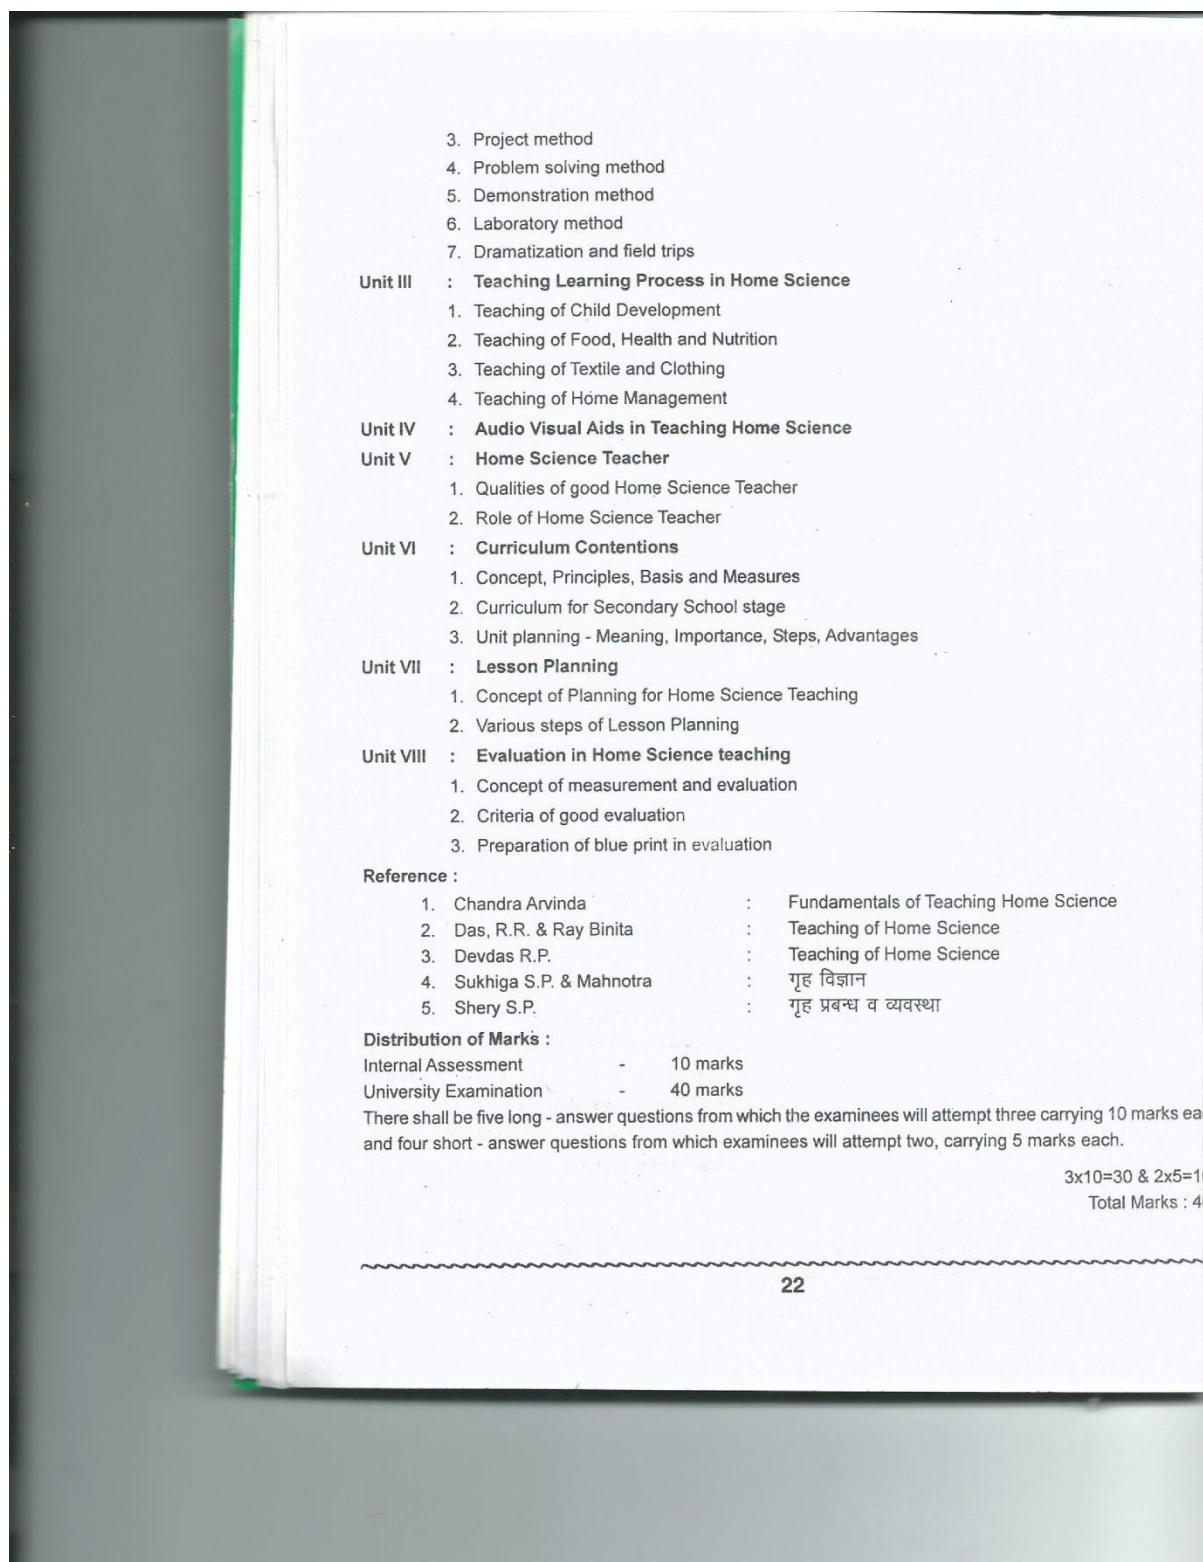 3. Project method
4. Problem solving method
5. Demonstration method
6. Laboratory method
7. Dramatization and field trips
Unit III : Teaching Learning Process in Home Science
1. Teaching of Child Development
2. Teaching of Food, Health and Nutrition
3. Teaching of Textile and Clothing
4. Teaching of Home Management
Unit IV : Audio Visual Aids in Teaching Home Science
Unit V : Home Science Teacher
1. Qualities of good Home Science Teacher
2. Role of Home Science Teacher
Unit VI : Curriculum Contentions
1. Concept, Principles, Basis and Measures
2. Curriculum for Secondary School stage
3. Unit planning - Meaning, Importance, Steps, Advantages
Unit VII : Lesson Planning
1. Concept of Planning for Home Science Teaching
2. Various steps of Lesson Planning
Unit VIII : Evaluation in Home Science teaching
1. Concept of measurement and evaluation
2. Criteria of good evaluation
3. Preparation of blue print in evaluation
Reference :
1. Chandra Arvinda : Fundamentals of Teaching Home Science
2. Das, R.R. & Ray Binita : Teaching of Home Science
3. Devdas R.P. : Teaching of Home Science
4. Sukhiga S.P. & Mahnotra : गृह विज्ञान
5. Shery S.P. : गृह प्रबन्ध व व्यवस्था
Distribution of Marks :
Internal Assessment - 10 marks
University Examination - 40 marks
There shall be five long - answer questions from which the examinees will attempt three carrying 10 marks ea
and four short - answer questions from which examinees will attempt two, carrying 5 marks each.
3x10=30 & 2x5=1
Total Marks : 4
22